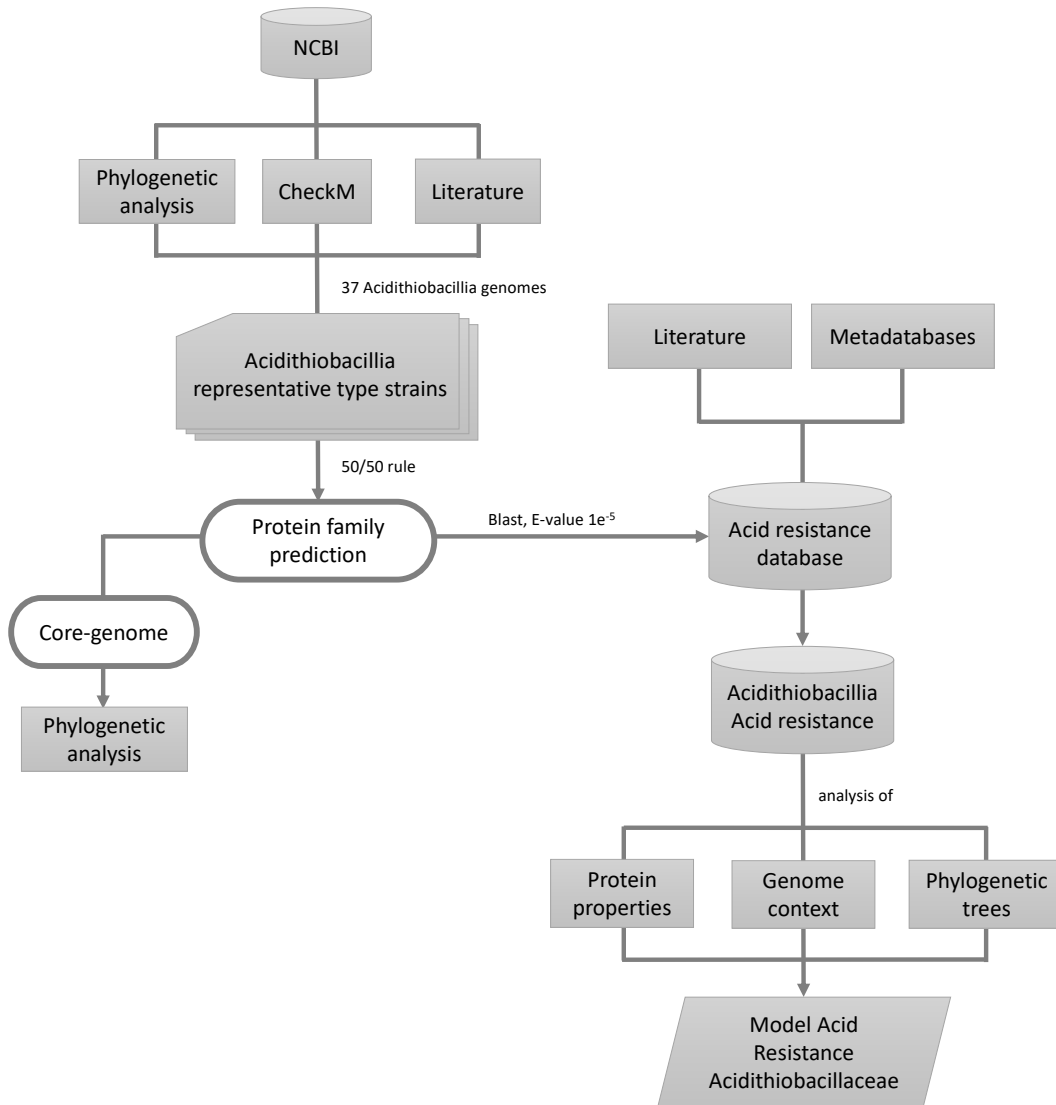 NCBI
Phylogenetic
analysis
CheckM
Literature
37 Acidithiobacillia genomes
Acidithiobacillia
representative type strains
Literature
Metadatabases
50/50 rule
Protein family
prediction
Blast, E-value 1e⁻⁵
Acid resistance
database
Core-genome
Phylogenetic
analysis
Acidithiobacillia
Acid resistance
analysis of
Protein
properties
Genome
context
Phylogenetic
trees
Model Acid
Resistance
Acidithiobacillaceae